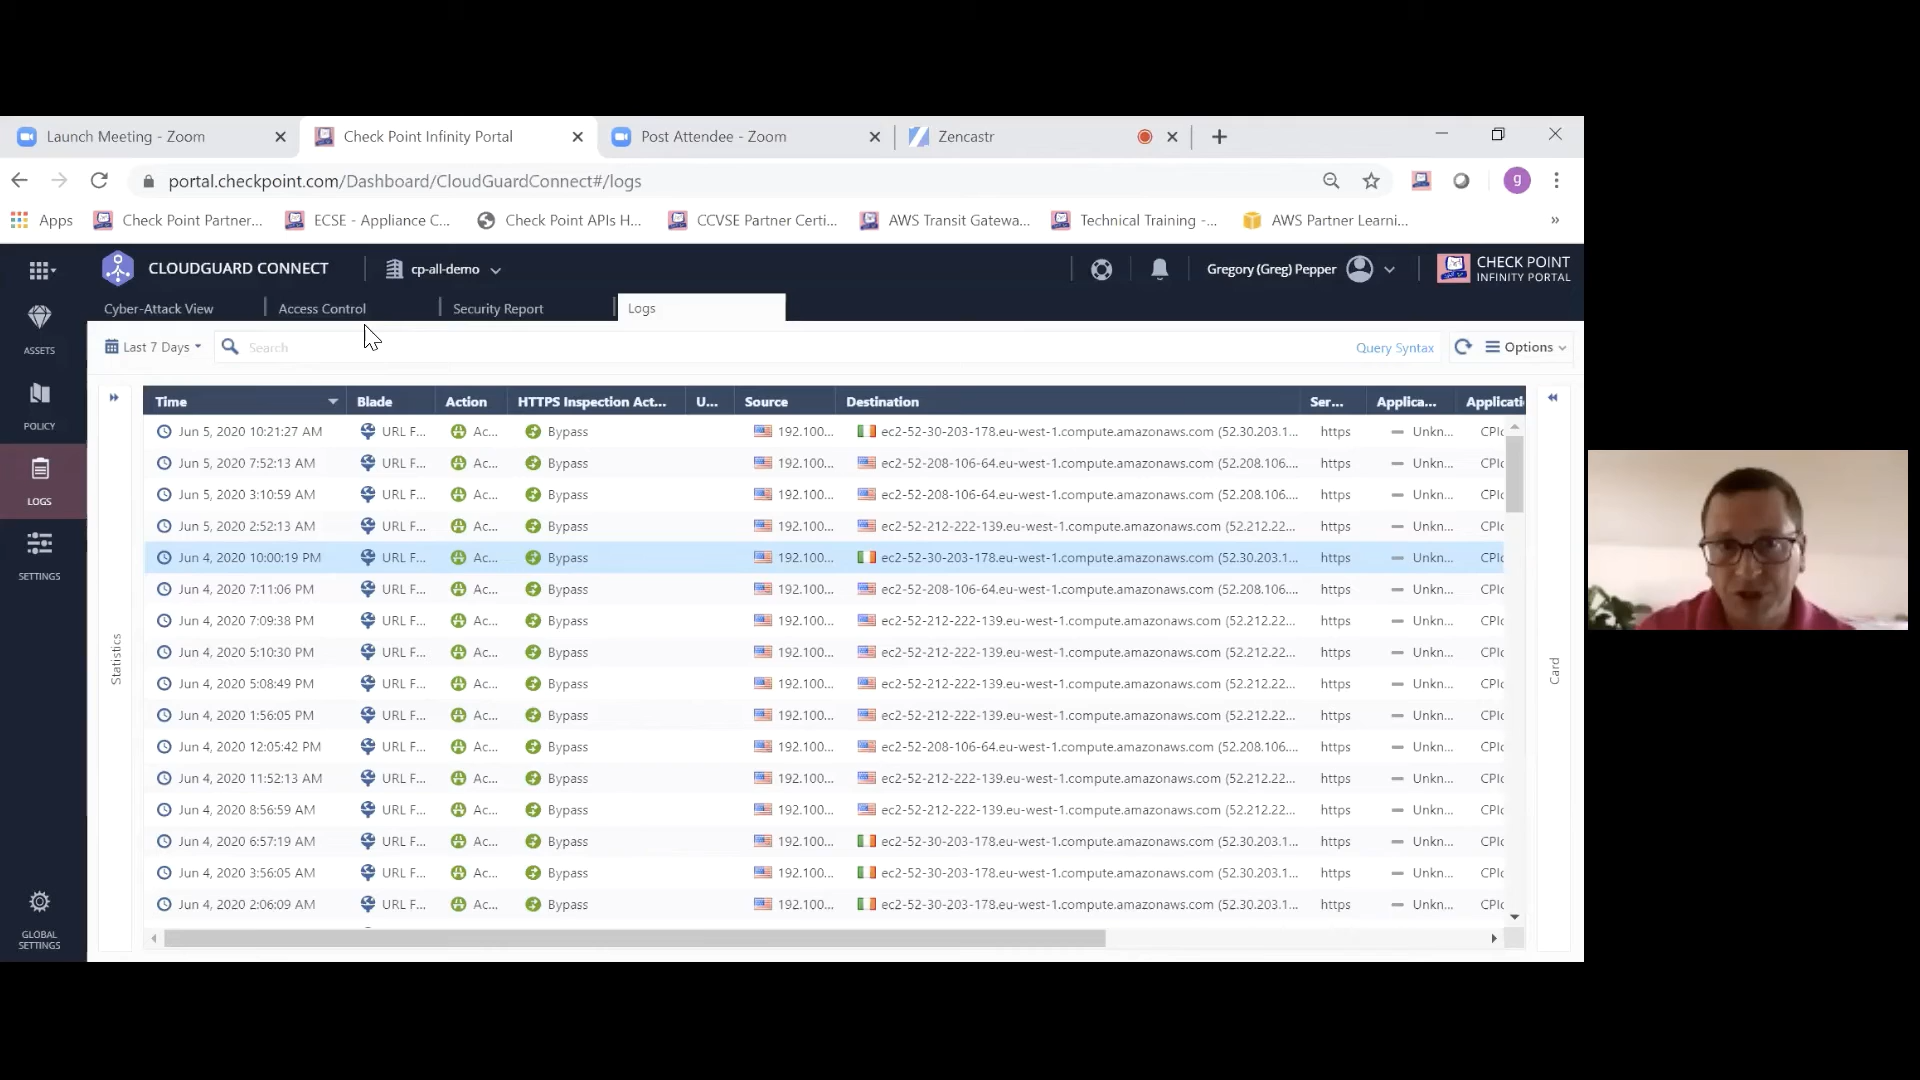 Launch Meeting - Zoom
Check Point Infinity Portal
Post Attendee - Zoom
Zencastr
portal.checkpoint.com/Dashboard/CloudGuardConnect#/logs
g
Apps
Check Point Partner...
ECSE - Appliance C...
Check Point APIs H...
CCVSE Partner Certi...
AWS Transit Gatewa...
Technical Training -...
AWS Partner Learni...
»
CLOUDGUARD CONNECT
cp-all-demo
Gregory (Greg) Pepper
CHECK POINT
INFINITY PORTAL
Cyber-Attack View
Access Control
Security Report
Logs
ASSETS
POLICY
LOGS
SETTINGS
GLOBAL
SETTINGS
Last 7 Days
Search
Query Syntax
Options
Statistics
Card
Time Blade Action HTTPS Inspection Act... U... Source Destination Ser... Applica... Applicati
Jun 5, 2020 10:21:27 AM URL F... Ac... Bypass 192.100... ec2-52-30-203-178.eu-west-1.compute.amazonaws.com (52.30.203.1... https Unkn... CPIc
Jun 5, 2020 7:52:13 AM URL F... Ac... Bypass 192.100... ec2-52-208-106-64.eu-west-1.compute.amazonaws.com (52.208.106.... https Unkn... CPIc
Jun 5, 2020 3:10:59 AM URL F... Ac... Bypass 192.100... ec2-52-208-106-64.eu-west-1.compute.amazonaws.com (52.208.106.... https Unkn... CPIc
Jun 5, 2020 2:52:13 AM URL F... Ac... Bypass 192.100... ec2-52-212-222-139.eu-west-1.compute.amazonaws.com (52.212.22... https Unkn... CPIc
Jun 4, 2020 10:00:19 PM URL F... Ac... Bypass 192.100... ec2-52-30-203-178.eu-west-1.compute.amazonaws.com (52.30.203.1... https Unkn... CPIc
Jun 4, 2020 7:11:06 PM URL F... Ac... Bypass 192.100... ec2-52-208-106-64.eu-west-1.compute.amazonaws.com (52.208.106.... https Unkn... CPIc
Jun 4, 2020 7:09:38 PM URL F... Ac... Bypass 192.100... ec2-52-212-222-139.eu-west-1.compute.amazonaws.com (52.212.22... https Unkn... CPIc
Jun 4, 2020 5:10:30 PM URL F... Ac... Bypass 192.100... ec2-52-212-222-139.eu-west-1.compute.amazonaws.com (52.212.22... https Unkn... CPIc
Jun 4, 2020 5:08:49 PM URL F... Ac... Bypass 192.100... ec2-52-212-222-139.eu-west-1.compute.amazonaws.com (52.212.22... https Unkn... CPIc
Jun 4, 2020 1:56:05 PM URL F... Ac... Bypass 192.100... ec2-52-212-222-139.eu-west-1.compute.amazonaws.com (52.212.22... https Unkn... CPIc
Jun 4, 2020 12:05:42 PM URL F... Ac... Bypass 192.100... ec2-52-208-106-64.eu-west-1.compute.amazonaws.com (52.208.106.... https Unkn... CPIc
Jun 4, 2020 11:52:13 AM URL F... Ac... Bypass 192.100... ec2-52-212-222-139.eu-west-1.compute.amazonaws.com (52.212.22... https Unkn... CPIc
Jun 4, 2020 8:56:59 AM URL F... Ac... Bypass 192.100... ec2-52-212-222-139.eu-west-1.compute.amazonaws.com (52.212.22... https Unkn... CPIc
Jun 4, 2020 6:57:19 AM URL F... Ac... Bypass 192.100... ec2-52-30-203-178.eu-west-1.compute.amazonaws.com (52.30.203.1... https Unkn... CPIc
Jun 4, 2020 3:56:05 AM URL F... Ac... Bypass 192.100... ec2-52-30-203-178.eu-west-1.compute.amazonaws.com (52.30.203.1... https Unkn... CPIc
Jun 4, 2020 2:06:09 AM URL F... Ac... Bypass 192.100... ec2-52-30-203-178.eu-west-1.compute.amazonaws.com (52.30.203.1... https Unkn... CPIc